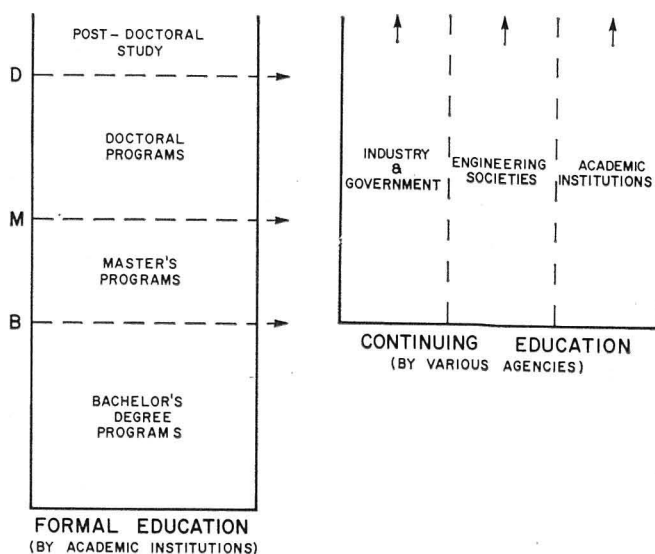 POST-DOCTORAL
STUDY
D
DOCTORAL
PROGRAMS
M
MASTER'S
PROGRAMS
B
BACHELOR'S
DEGREE
PROGRAMS
FORMAL EDUCATION
(BY ACADEMIC INSTITUTIONS)
INDUSTRY
&
GOVERNMENT
ENGINEERING
SOCIETIES
ACADEMIC
INSTITUTIONS
CONTINUING EDUCATION
(BY VARIOUS AGENCIES)